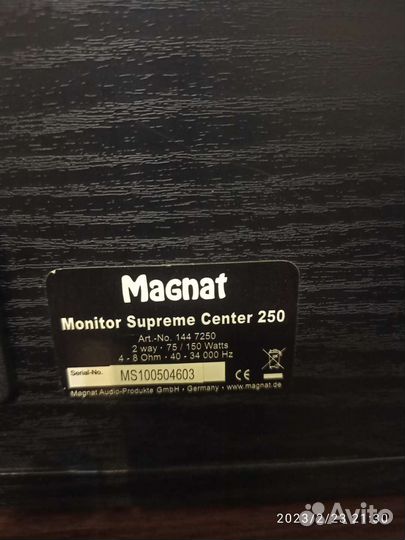 Magnat
Monitor Supreme Center 250
Art.-No. 144 7250
2 way · 75 / 150 Watts
4 - 8 Ohm · 40 - 34 000 Hz
Serial-No. MS100504603 CE
Magnat Audio-Produkte GmbH · Germany · www.magnat.de
2023/2/23 21:30
Avito